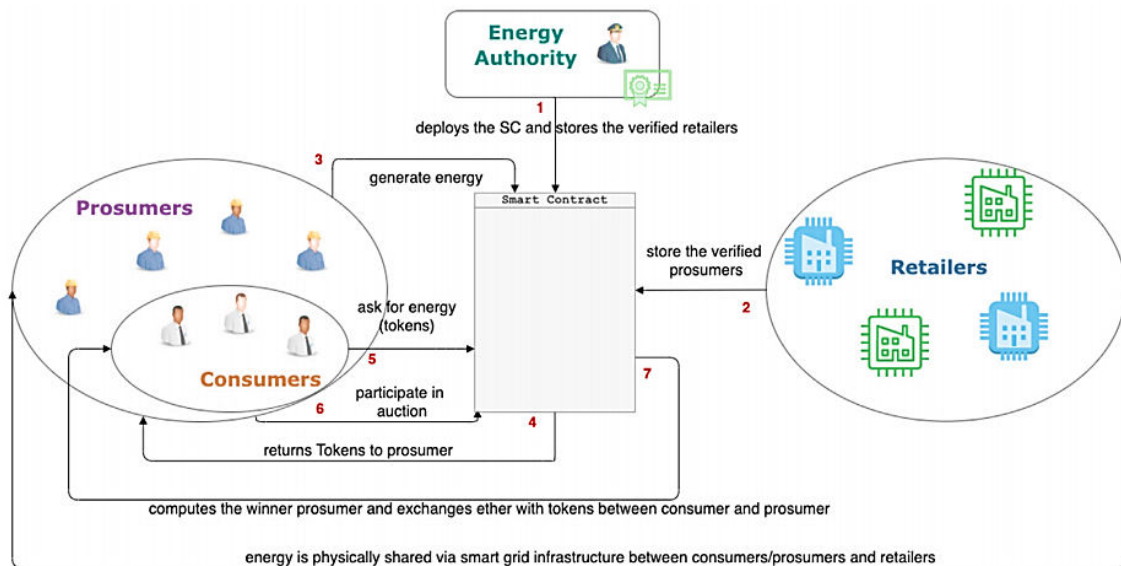 Energy
Authority
1
deploys the SC and stores the verified retailers
3
generate energy
Smart Contract
Prosumers
store the verified
prosumers
2
Retailers
ask for energy
(tokens)
5
Consumers
7
6
participate in
auction
4
returns Tokens to prosumer
computes the winner prosumer and exchanges ether with tokens between consumer and prosumer
energy is physically shared via smart grid infrastructure between consumers/prosumers and retailers